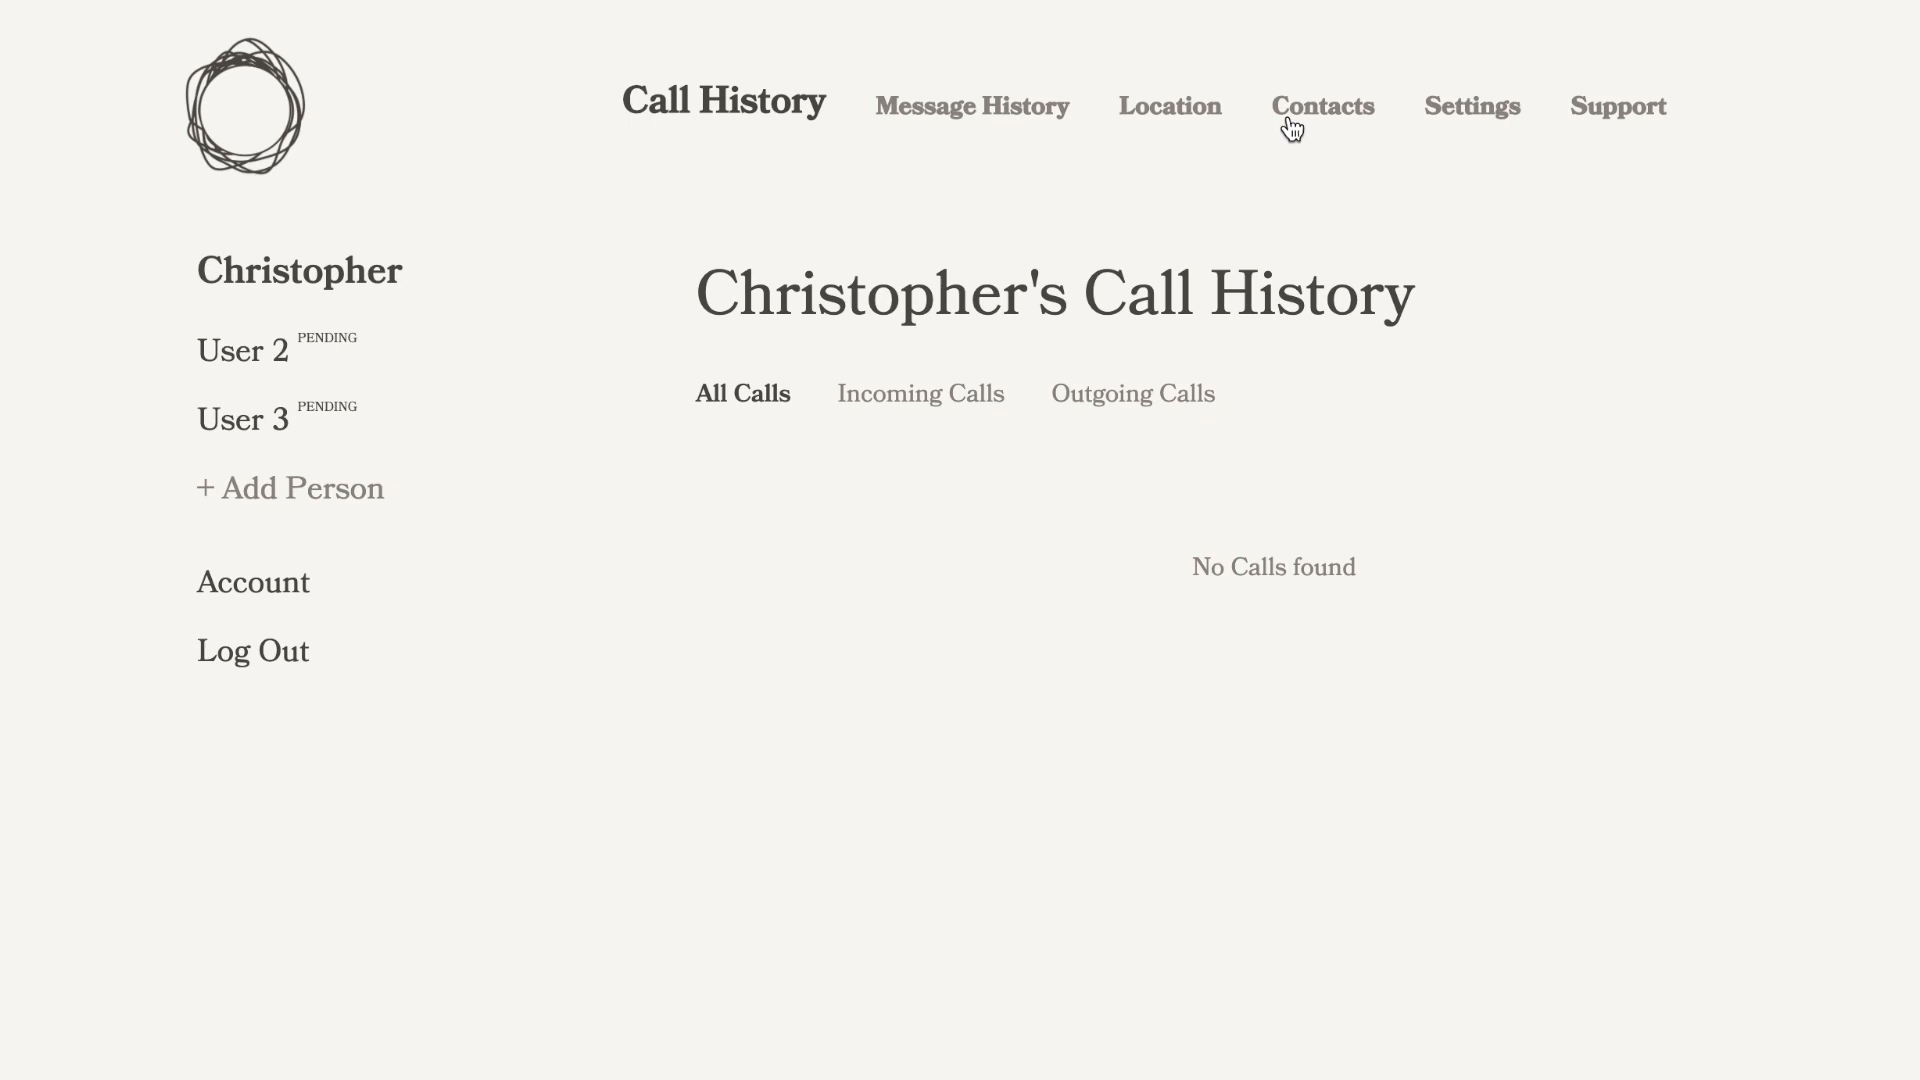 Call History Message History Location Contacts Settings Support
Christopher
User 2 PENDING
User 3 PENDING
+ Add Person
Account
Log Out
Christopher's Call History
All Calls Incoming Calls Outgoing Calls
No Calls found